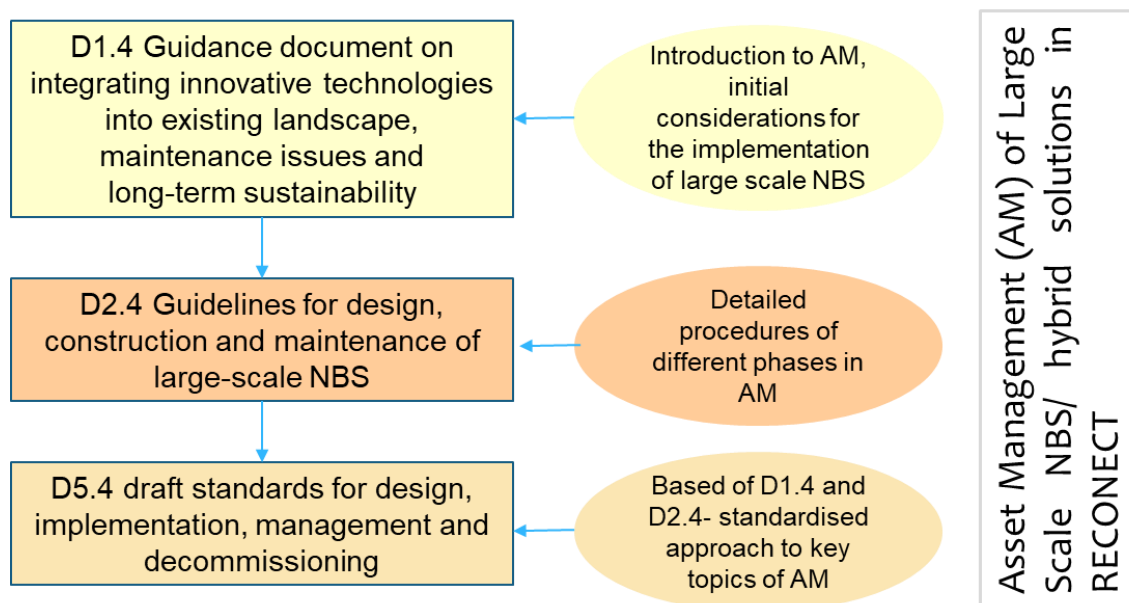 D1.4 Guidance document on
integrating innovative technologies
into existing landscape,
maintenance issues and
long-term sustainability
Introduction to AM,
initial
considerations for
the implementation
of large scale NBS
D2.4 Guidelines for design,
construction and maintenance of
large-scale NBS
Detailed
procedures of
different phases in
AM
D5.4 draft standards for design,
implementation, management and
decommissioning
Based of D1.4 and
D2.4- standardised
approach to key
topics of AM
Asset Management (AM) of Large
Scale NBS/ hybrid solutions in
RECONECT